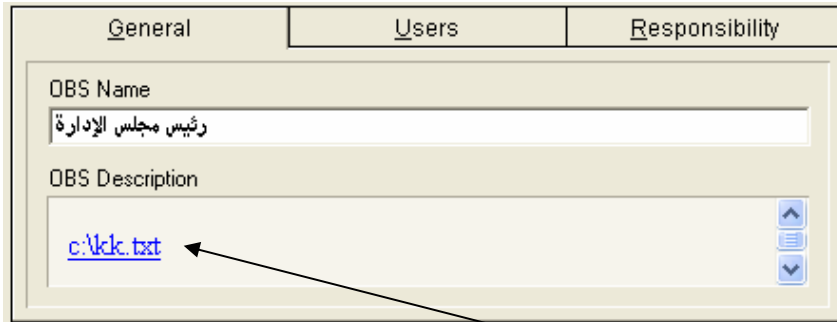 General Users Responsibility
OBS Name
رئيس مجلس الإدارة
OBS Description
c:\kk.txt